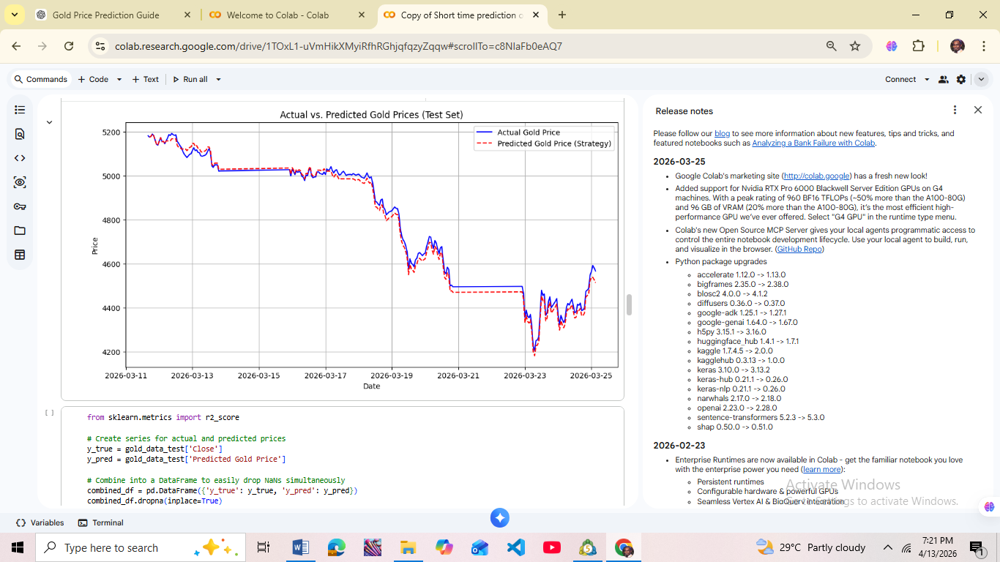 Gold Price Prediction Guide
Welcome to Colab - Colab
Copy of Short time prediction o
colab.research.google.com/drive/1TOxL1-uVmHikXMyiRfhRGhjqfqzyZqqw#scrollTo=c8NIaFb0eAQ7
Commands + Code + Text Run all Connect
Actual vs. Predicted Gold Prices (Test Set)
Actual Gold Price
Predicted Gold Price (Strategy)
5200
5000
4800
4600
4400
4200
Price
2026-03-11 2026-03-13 2026-03-15 2026-03-17 2026-03-19 2026-03-21 2026-03-23 2026-03-25
Date
[ ]
from sklearn.metrics import r2_score
# Create series for actual and predicted prices
y_true = gold_data_test['Close']
y_pred = gold_data_test['Predicted Gold Price']
# Combine into a DataFrame to easily drop NaNs simultaneously
combined_df = pd.DataFrame({'y_true': y_true, 'y_pred': y_pred})
combined_df.dropna(inplace=True)
Release notes
Please follow our blog to see more information about new features, tips and tricks, and
featured notebooks such as Analyzing a Bank Failure with Colab.
2026-03-25
Google Colab's marketing site (http://colab.google) has a fresh new look!
Added support for Nvidia RTX Pro 6000 Blackwell Server Edition GPUs on G4
machines. With a peak rating of 960 BF16 TFLOPs (~50% more than the A100-80G)
and 96 GB of VRAM (20% more than the A100-80G), it's the most efficient high-
performance GPU we've ever offered. Select "G4 GPU" in the runtime type menu.
Colab's new Open Source MCP Server gives your local agents programmatic access to
control the entire notebook development lifecycle. Use your local agent to build, run,
and visualize in the browser. (GitHub Repo)
Python package upgrades
accelerate 1.12.0 -> 1.13.0
bigframes 2.35.0 -> 2.38.0
blosc2 4.0.0 -> 4.1.2
diffusers 0.36.0 -> 0.37.0
google-adk 1.25.1 -> 1.27.1
google-genai 1.64.0 -> 1.67.0
h5py 3.15.1 -> 3.16.0
huggingface_hub 1.4.1 -> 1.7.1
kaggle 1.7.4.5 -> 2.0.0
kagglehub 0.3.13 -> 1.0.0
keras 3.10.0 -> 3.13.2
keras-hub 0.21.1 -> 0.26.0
keras-nlp 0.21.1 -> 0.26.0
narwhals 2.17.0 -> 2.18.0
openai 2.23.0 -> 2.28.0
sentence-transformers 5.2.3 -> 5.3.0
shap 0.50.0 -> 0.51.0
2026-02-23
Enterprise Runtimes are now available in Colab - get the familiar notebook you love
with the enterprise power you need (learn more):
Persistent runtimes
Configurable hardware & powerful GPUs
Seamless Vertex AI & BigQuery integration
Activate Windows
Go to Settings to activate Windows.
Variables Terminal
Type here to search
29°C Partly cloudy
7:21 PM
4/13/2026
1